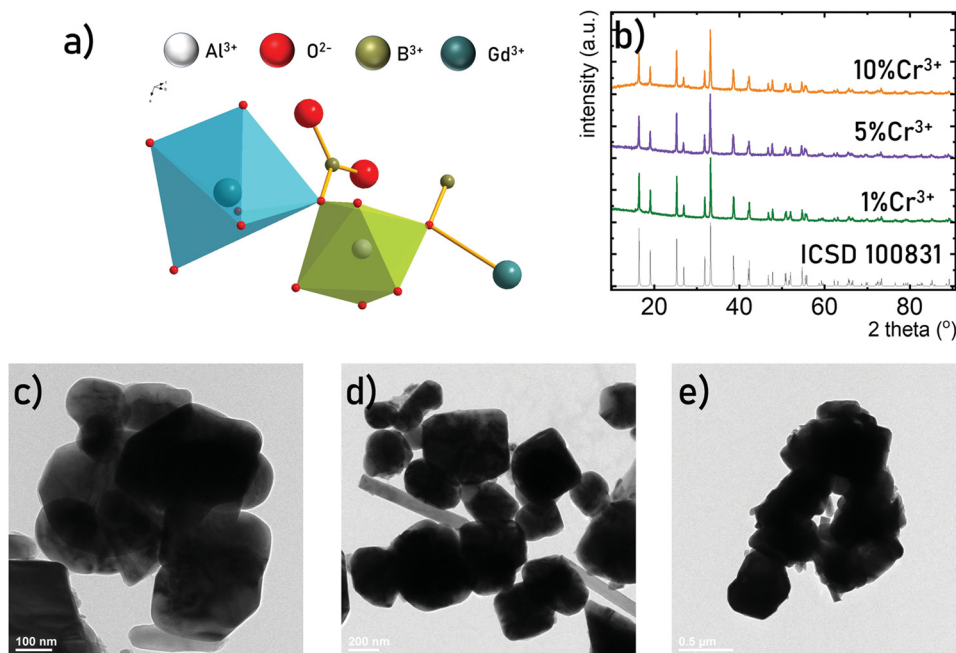 a)
Al³⁺ O²⁻ B³⁺ Gd³⁺
b)
intensity (a.u.)
10%Cr³⁺
5%Cr³⁺
1%Cr³⁺
ICSD 100831
20 40 60 80
2 theta (°)
c)
100 nm
d)
200 nm
e)
0.5 µm